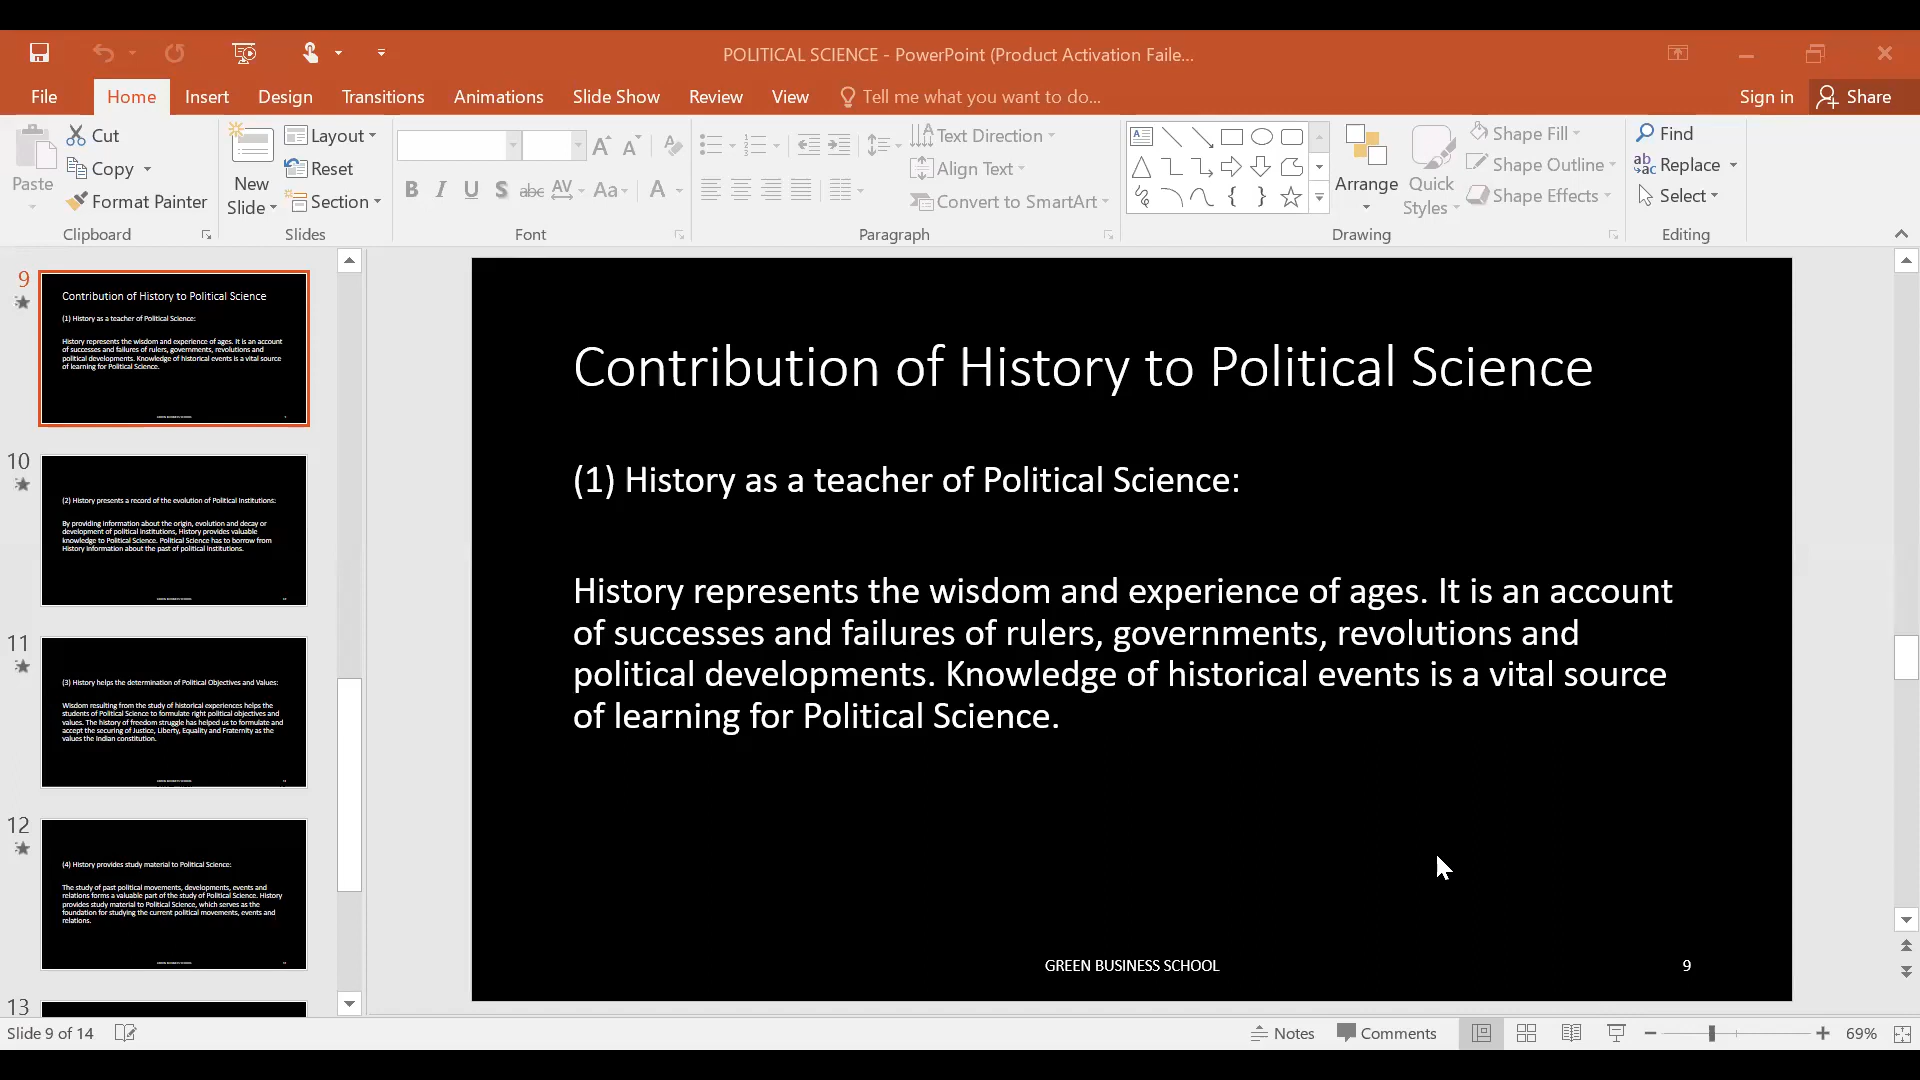 POLITICAL SCIENCE - PowerPoint (Product Activation Faile...
File Home Insert Design Transitions Animations Slide Show Review View Tell me what you want to do... Sign in Share
Paste
Cut
Copy
Format Painter
Clipboard
New Slide
Layout
Reset
Section
Slides
B I U S abc AV Aa A
Font
Text Direction
Align Text
Convert to SmartArt
Paragraph
Arrange
Quick Styles
Shape Fill
Shape Outline
Shape Effects
Drawing
Find
Replace
Select
Editing
9
Contribution of History to Political Science
(1) History as a teacher of Political Science:
History represents the wisdom and experience of ages. It is an account
of successes and failures of rulers, governments, revolutions and
political developments. Knowledge of historical events is a vital source
of learning for Political Science.
10
(2) History presents a record of the evolution of Political Institutions:
By providing information about the origin, evolution and decay or
development of political institutions, History provides valuable
knowledge to Political Science. Political Science has to borrow from
History information about the past of political institutions.
11
(3) History helps the determination of Political Objectives and Values:
Wisdom resulting from the study of historical experiences helps the
students of Political Science to formulate right political objectives and
values. The history of freedom struggle has helped us to formulate and
accept the securing of Justice, Liberty, Equality and Fraternity as the
values the Indian constitution.
12
(4) History provides study material to Political Science:
The study of past political movements, developments, events and
relations forms a valuable part of the study of Political Science. History
provides study material to Political Science, which serves as the
foundation for studying the current political movements, events and
relations.
13
Contribution of History to Political Science
(1) History as a teacher of Political Science:
History represents the wisdom and experience of ages. It is an account
of successes and failures of rulers, governments, revolutions and
political developments. Knowledge of historical events is a vital source
of learning for Political Science.
GREEN BUSINESS SCHOOL 9
Slide 9 of 14 Notes Comments 69%